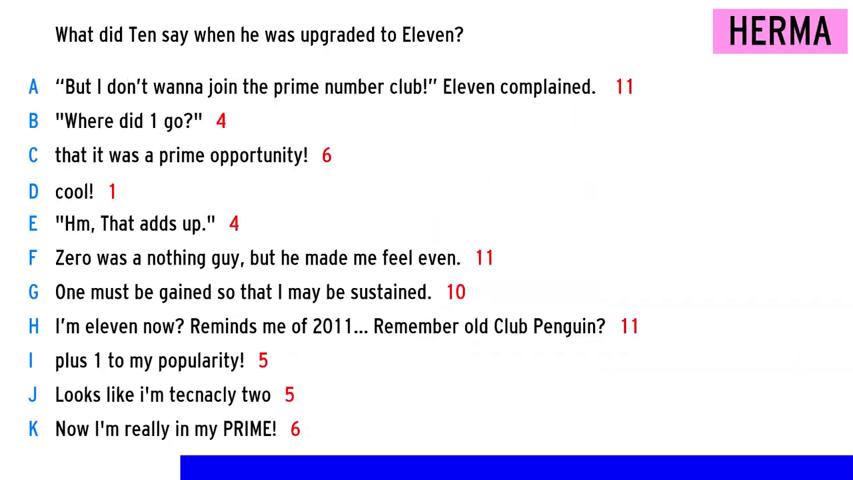 What did Ten say when he was upgraded to Eleven?
HERMA
A “But I don’t wanna join the prime number club!” Eleven complained. 11
B "Where did 1 go?" 4
C that it was a prime opportunity! 6
D cool! 1
E "Hm, That adds up." 4
F Zero was a nothing guy, but he made me feel even. 11
G One must be gained so that I may be sustained. 10
H I’m eleven now? Reminds me of 2011... Remember old Club Penguin? 11
I plus 1 to my popularity! 5
J Looks like i'm tecnacly two 5
K Now I'm really in my PRIME! 6